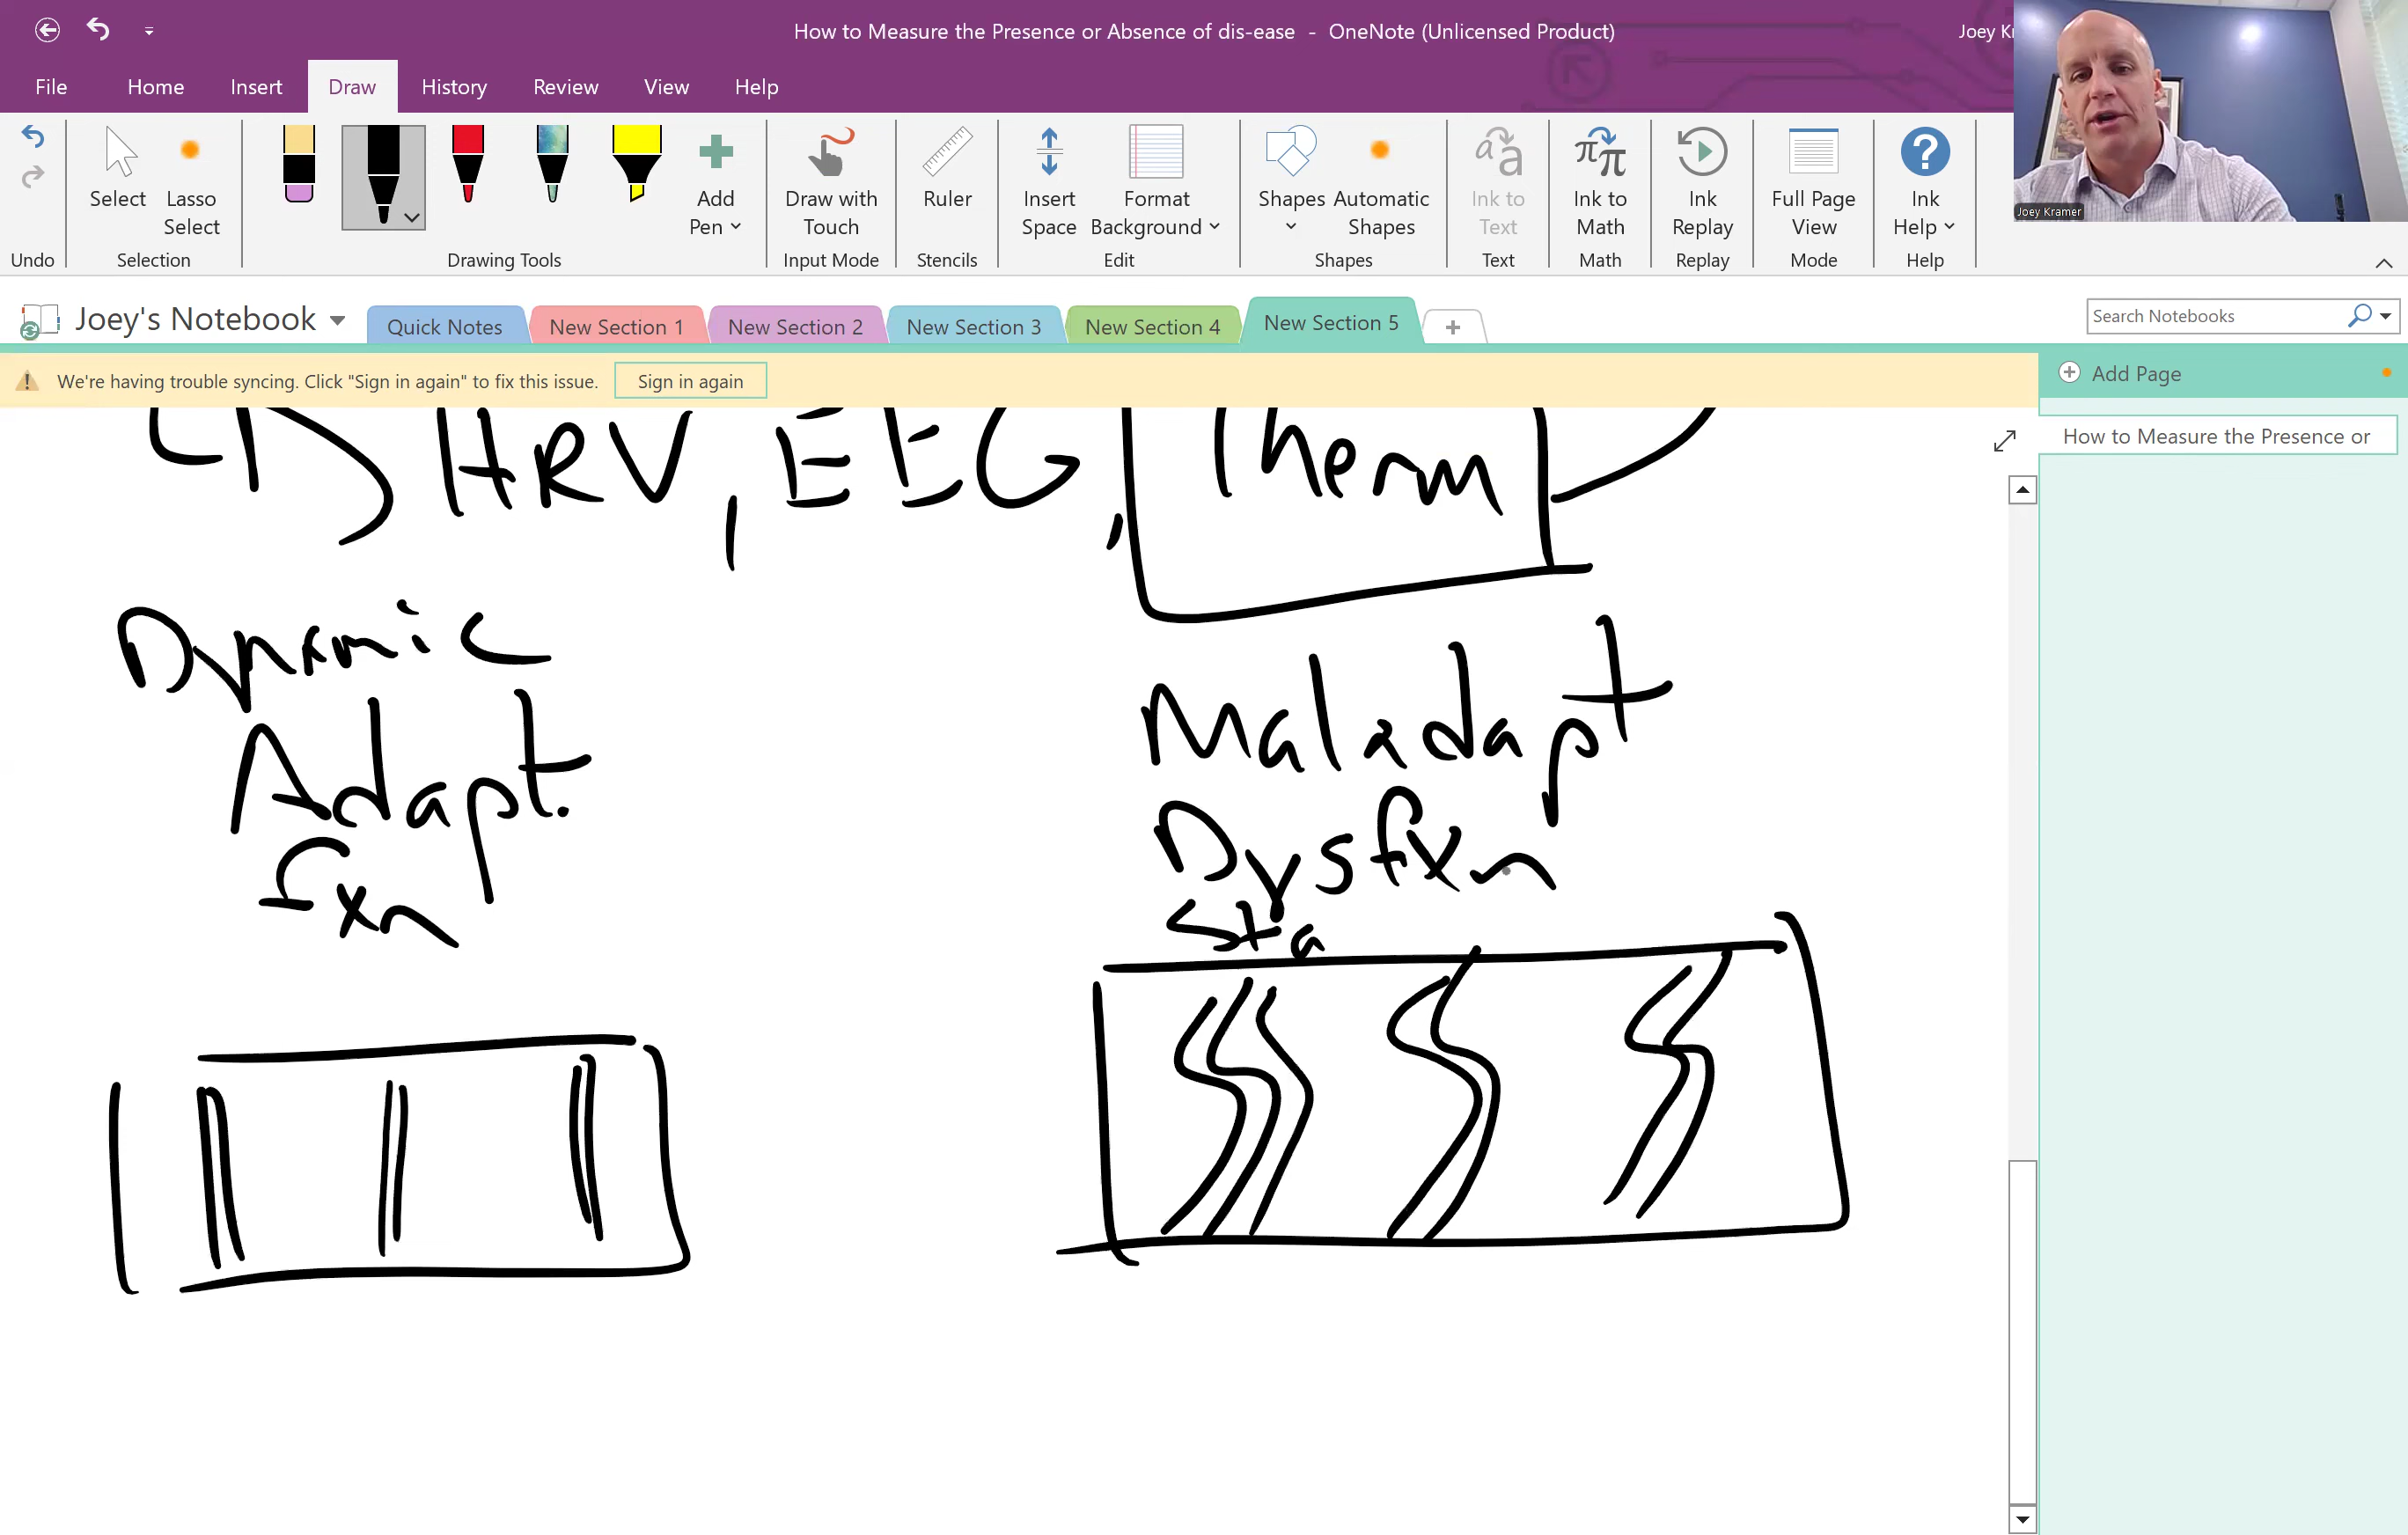 How to Measure the Presence or Absence of dis-ease - OneNote (Unlicensed Product)
Joey Kr
File Home Insert Draw History Review View Help
Select
Lasso Select
Add Pen
Draw with Touch
Ruler
Insert Space
Format Background
Shapes
Automatic Shapes
Ink to Text
Ink to Math
Ink Replay
Full Page View
Ink Help
Undo Selection Drawing Tools Input Mode Stencils Edit Shapes Text Math Replay Mode Help
Joey Kramer
Joey's Notebook Quick Notes New Section 1 New Section 2 New Section 3 New Section 4 New Section 5 Search Notebooks
We're having trouble syncing. Click "Sign in again" to fix this issue. Sign in again
Add Page
How to Measure the Presence or
HRV, EEG, Therm
Dynamic
Adapt.
fxn
Maladapt
Dysfxn
Sta